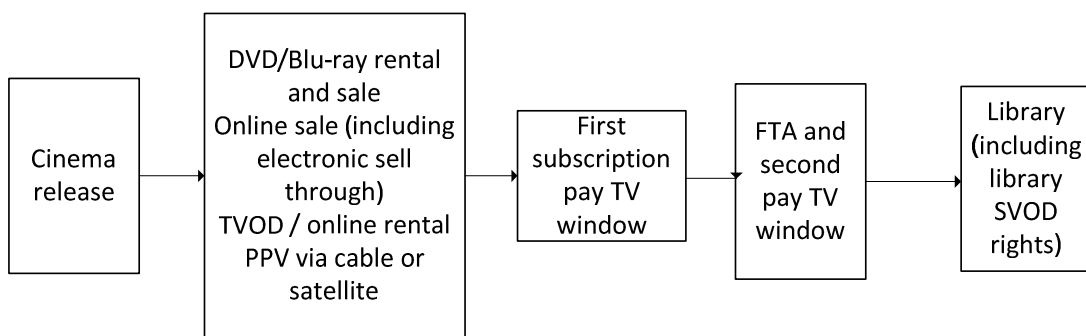 Cinema
release
DVD/Blu-ray rental
and sale
Online sale (including
electronic sell
through)
TVOD / online rental
PPV via cable or
satellite
First
subscription
pay TV
window
FTA and
second
pay TV
window
Library
(including
library
SVOD
rights)